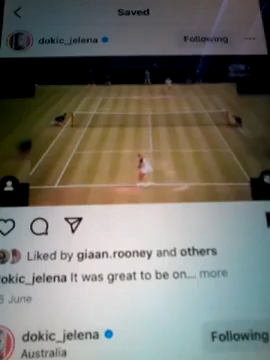 Saved
dokic_jelena
Following
Liked by giaan.rooney and others
okic_jelena It was great to be on... more
June
dokic_jelena
Following
Australia